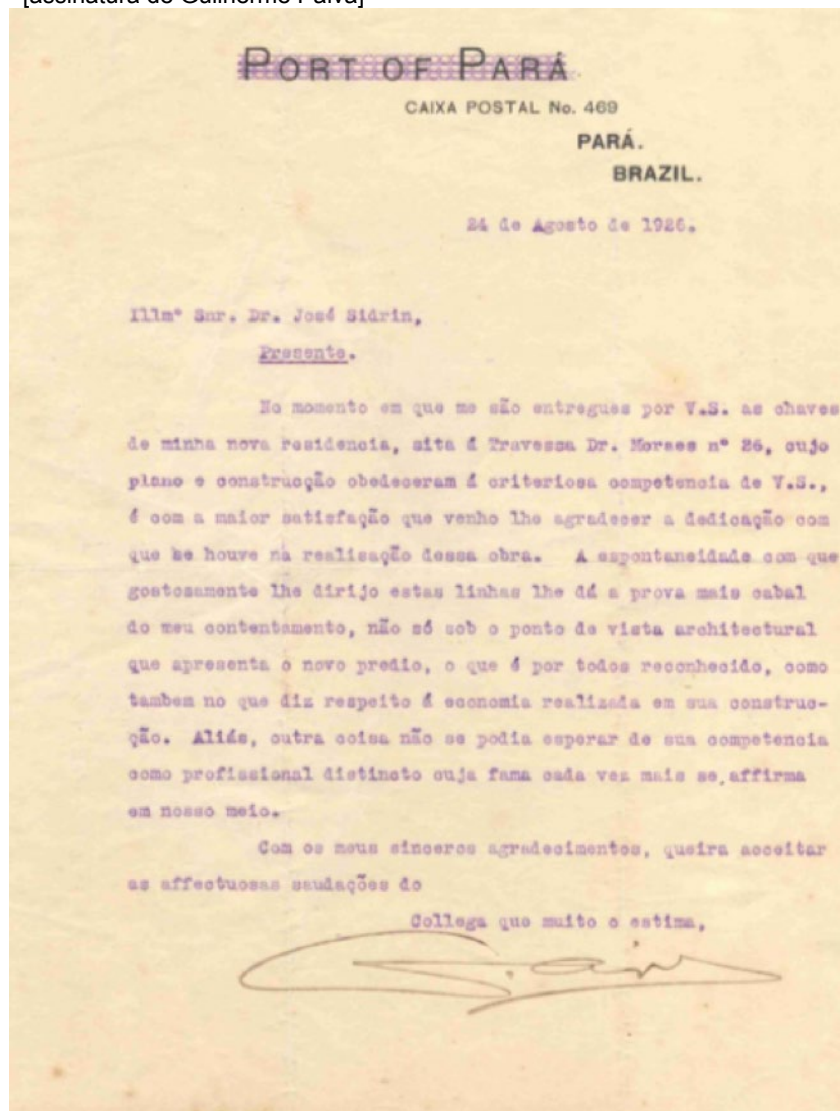 [assinatura de Guilherme Paiva]
PORT OF PARÁ
CAIXA POSTAL No. 469
PARÁ.
BRAZIL.
24 de Agosto de 1926.
Illmº Snr. Dr. José Sidrin,
Presente.
No momento em que me são entregues por V.S. as chaves
de minha nova residencia, sita á Travessa Dr. Moraes nº 26, cujo
plano e construcção obedeceram á criteriosa competencia de V.S.,
é com a maior satisfação que venho lhe agradecer a dedicação com
que se houve na realisação dessa obra. A espontaneidade com que
gostosamente lhe dirijo estas linhas lhe dá a prova mais cabal
do meu contentamento, não só sob o ponto de vista architectural
que apresenta o novo predio, o que é por todos reconhecido, como
tambem no que diz respeito á economia realizada em sua construc-
ção. Aliás, outra coisa não se podia esperar de sua competencia
como profissional distincto cuja fama cada vez mais se affirma
em nosso meio.
Com os meus sinceros agradecimentos, queira acceitar
as affectuosas saudações do
Collega que muito o estima,